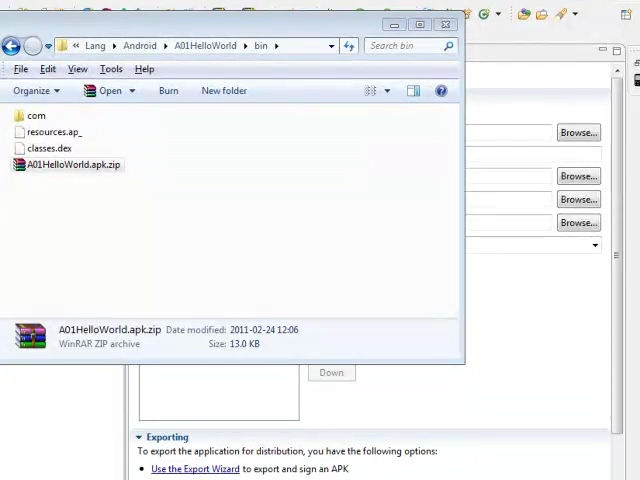 « Lang Android A01HelloWorld bin
Search bin
File Edit View Tools Help
Organize Open Burn New folder
com
resources.ap_
classes.dex
A01HelloWorld.apk.zip
A01HelloWorld.apk.zip Date modified: 2011-02-24 12:06
WinRAR ZIP archive Size: 13.0 KB
Browse...
Browse...
Browse...
Browse...
Down
Exporting
To export the application for distribution, you have the following options:
• Use the Export Wizard to export and sign an APK